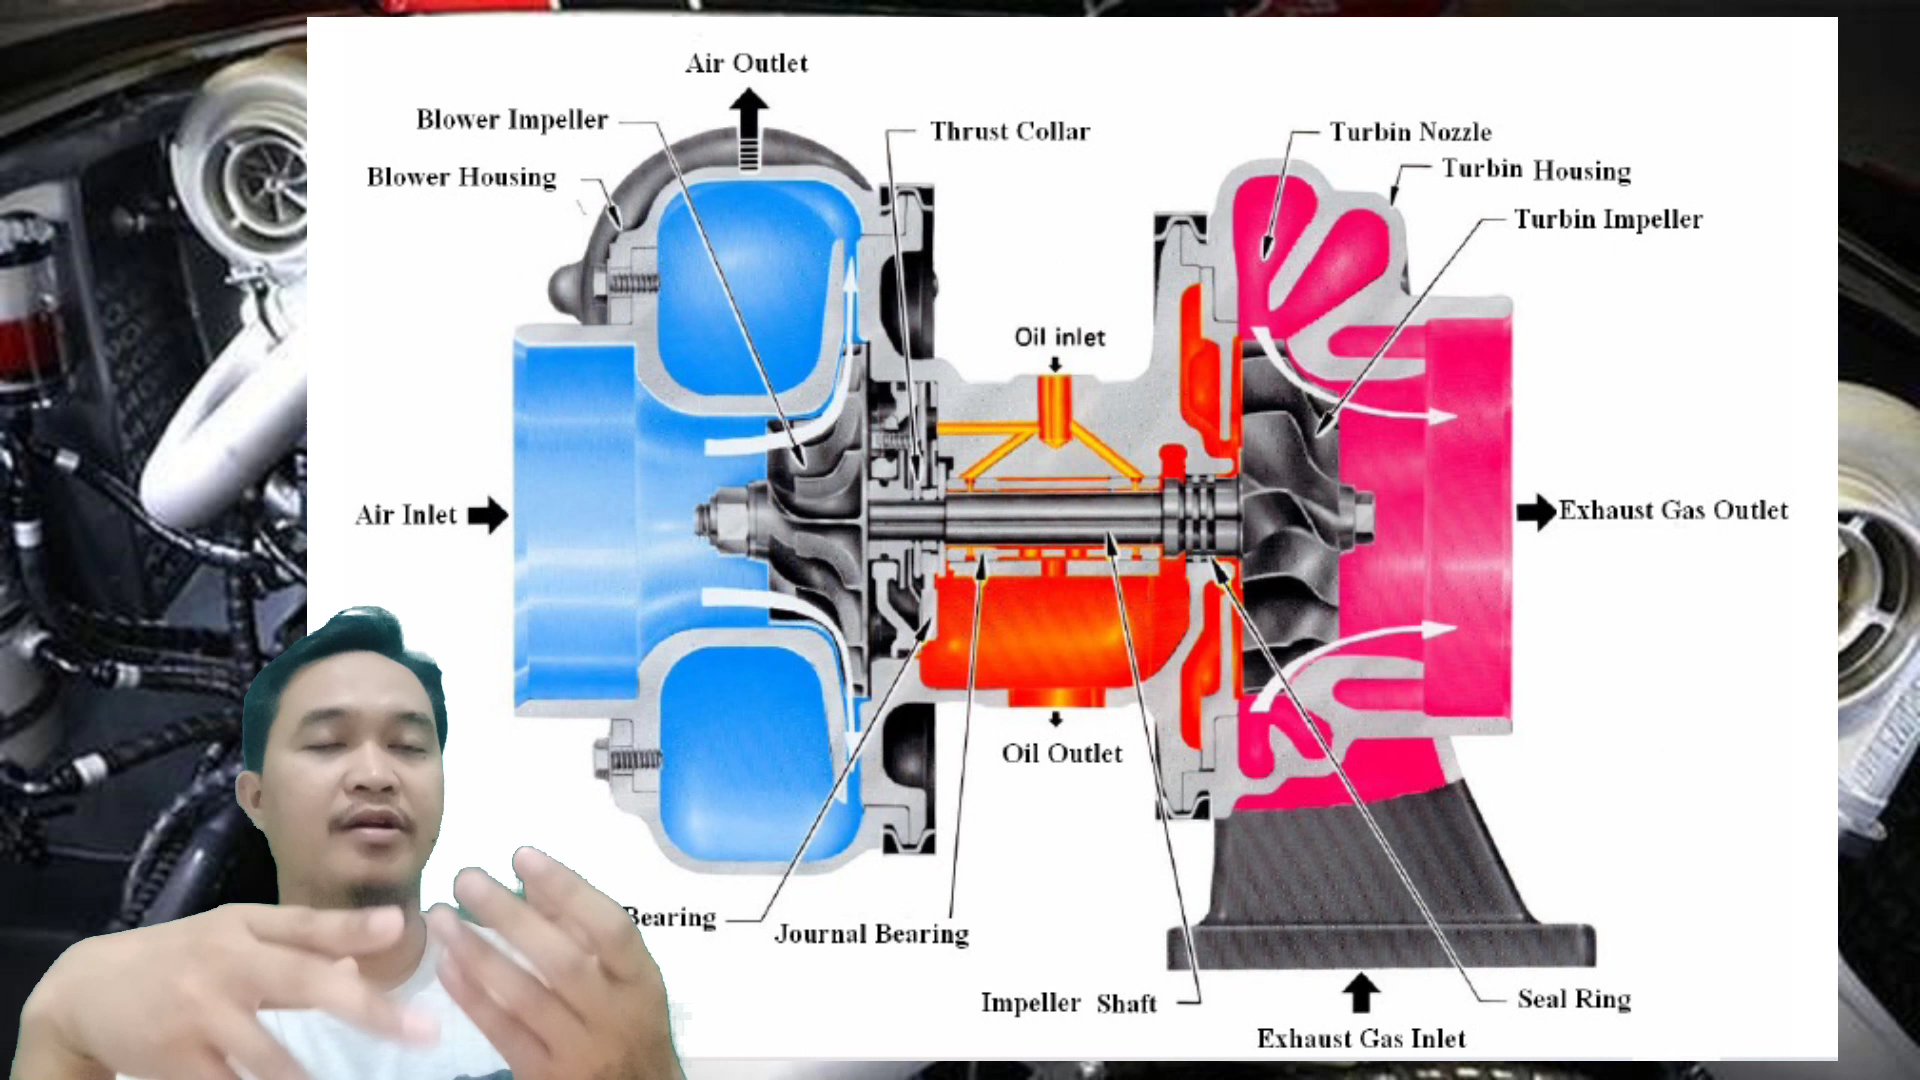 Air Outlet
Blower Impeller
Thrust Collar
Turbin Nozzle
Blower Housing
Turbin Housing
Turbin Impeller
Oil inlet
Air Inlet
Exhaust Gas Outlet
Oil Outlet
Bearing
Journal Bearing
Impeller Shaft
Seal Ring
Exhaust Gas Inlet